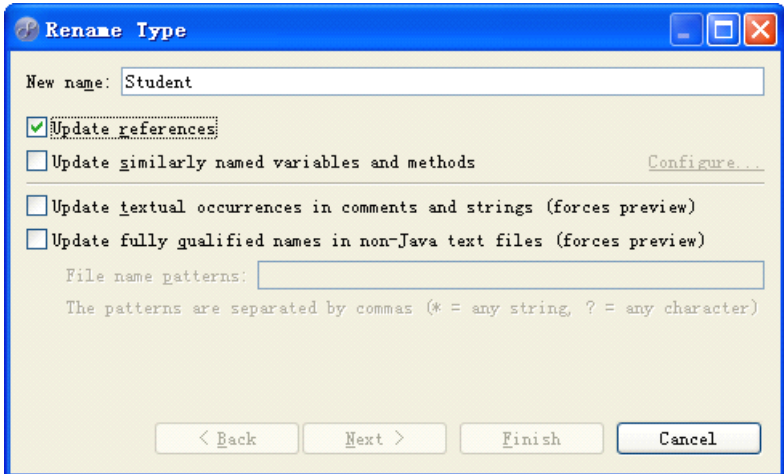 Rename Type
New name: Student
Update references
Update similarly named variables and methods Configure...
Update textual occurrences in comments and strings (forces preview)
Update fully qualified names in non-Java text files (forces preview)
File name patterns:
The patterns are separated by commas (* = any string, ? = any character)
< Back Next > Finish Cancel